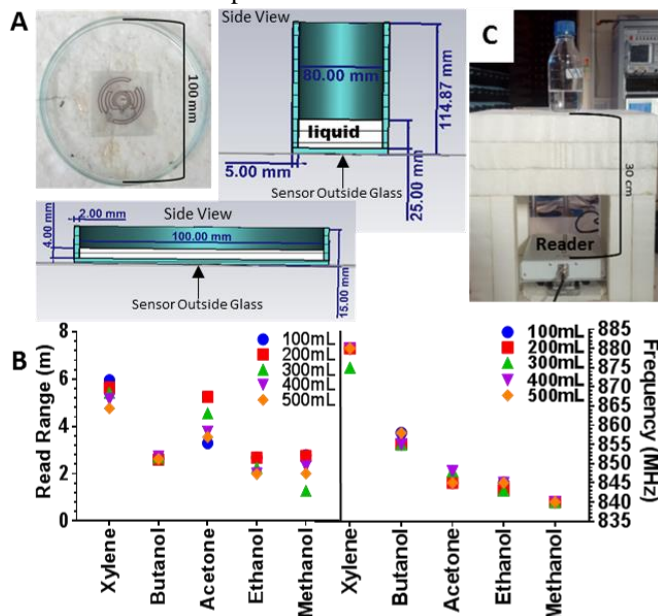 A
100 mm
Side View
80.00 mm
liquid
114.87 mm
5.00 mm
25.00 mm
Sensor Outside Glass
C
30 cm
Reader
Side View
2.00 mm
100.00 mm
4.00 mm
15.00 mm
Sensor Outside Glass
B
Read Range (m)
8
6
4
2
0
100mL
200mL
300mL
400mL
500mL
100mL
200mL
300mL
400mL
500mL
885
880
875
870
865
860
855
850
845
840
835
Frequency (MHz)
Xylene
Butanol
Acetone
Ethanol
Methanol
Xylene
Butanol
Acetone
Ethanol
Methanol